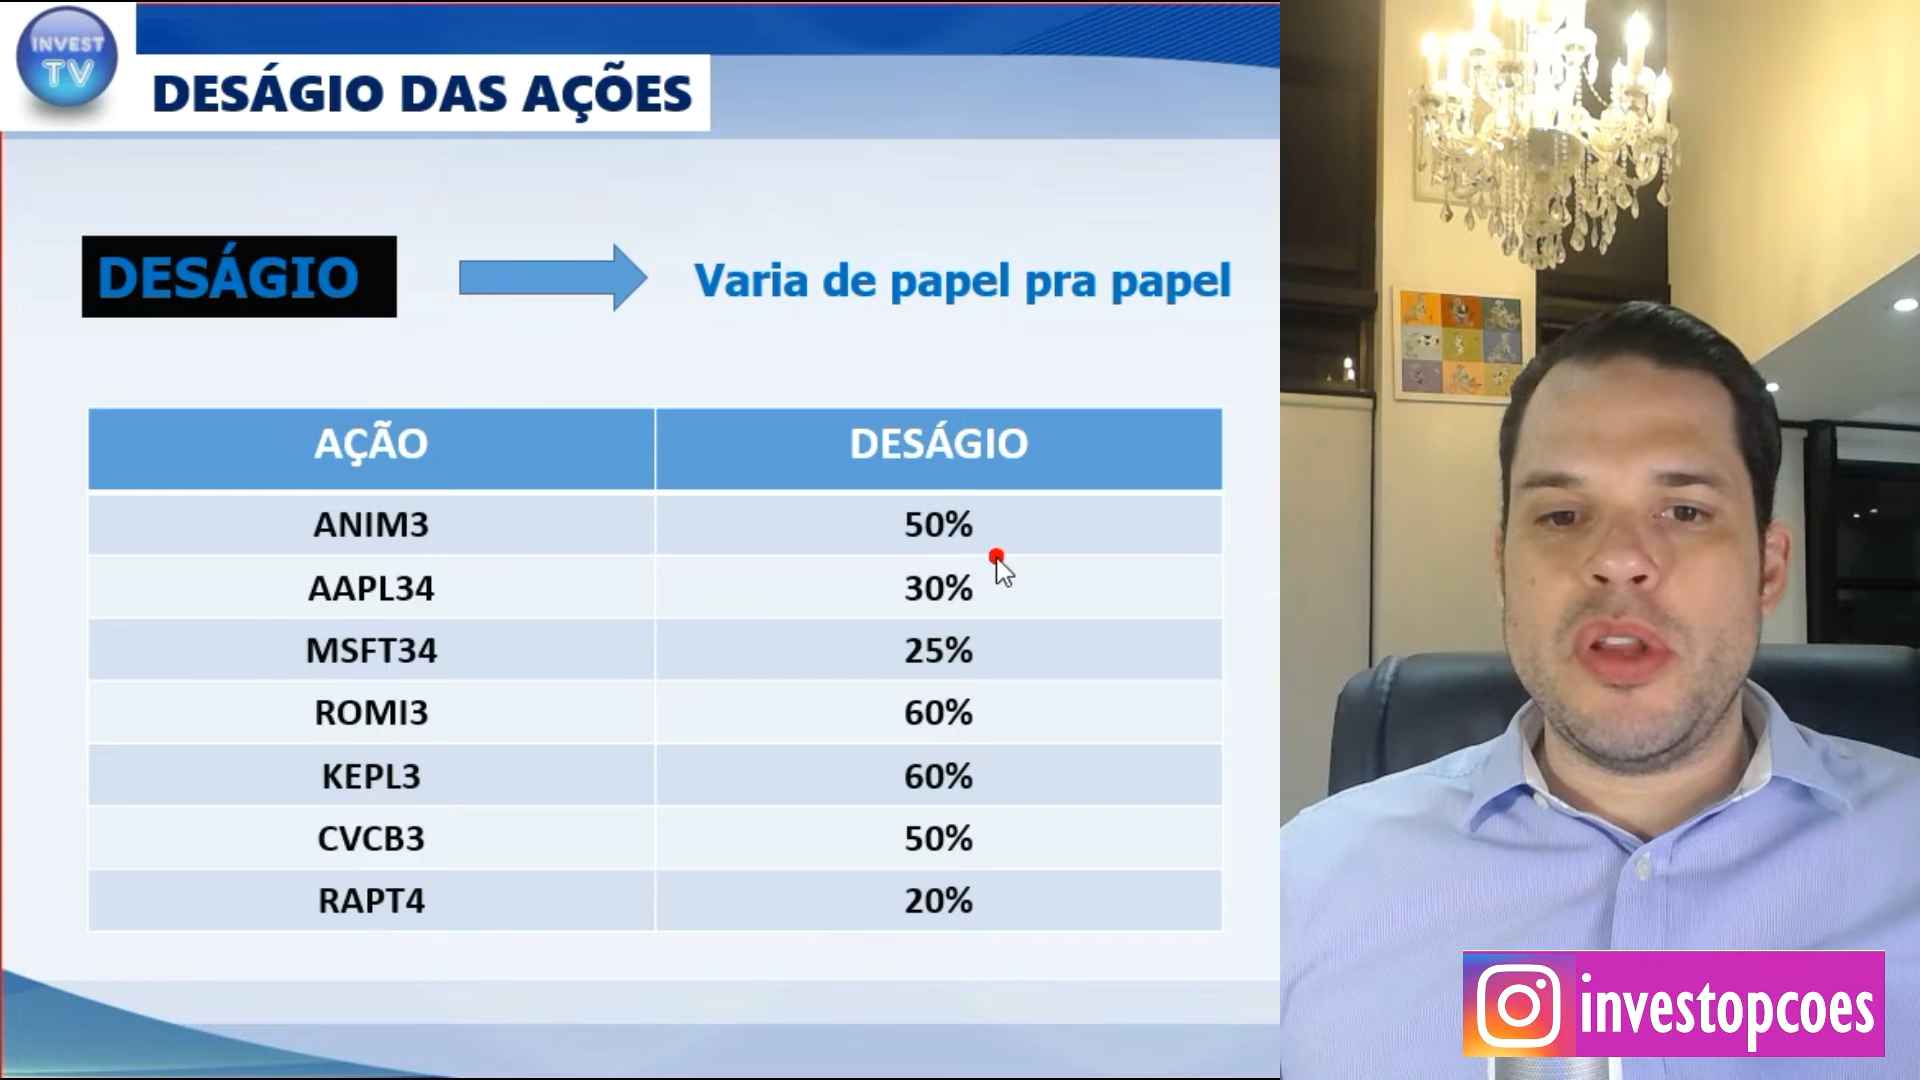 INVEST
TV
DESÁGIO DAS AÇÕES
DESÁGIO
Varia de papel pra papel
AÇÃO DESÁGIO
ANIM3 50%
AAPL34 30%
MSFT34 25%
ROMI3 60%
KEPL3 60%
CVCB3 50%
RAPT4 20%
investopcoes